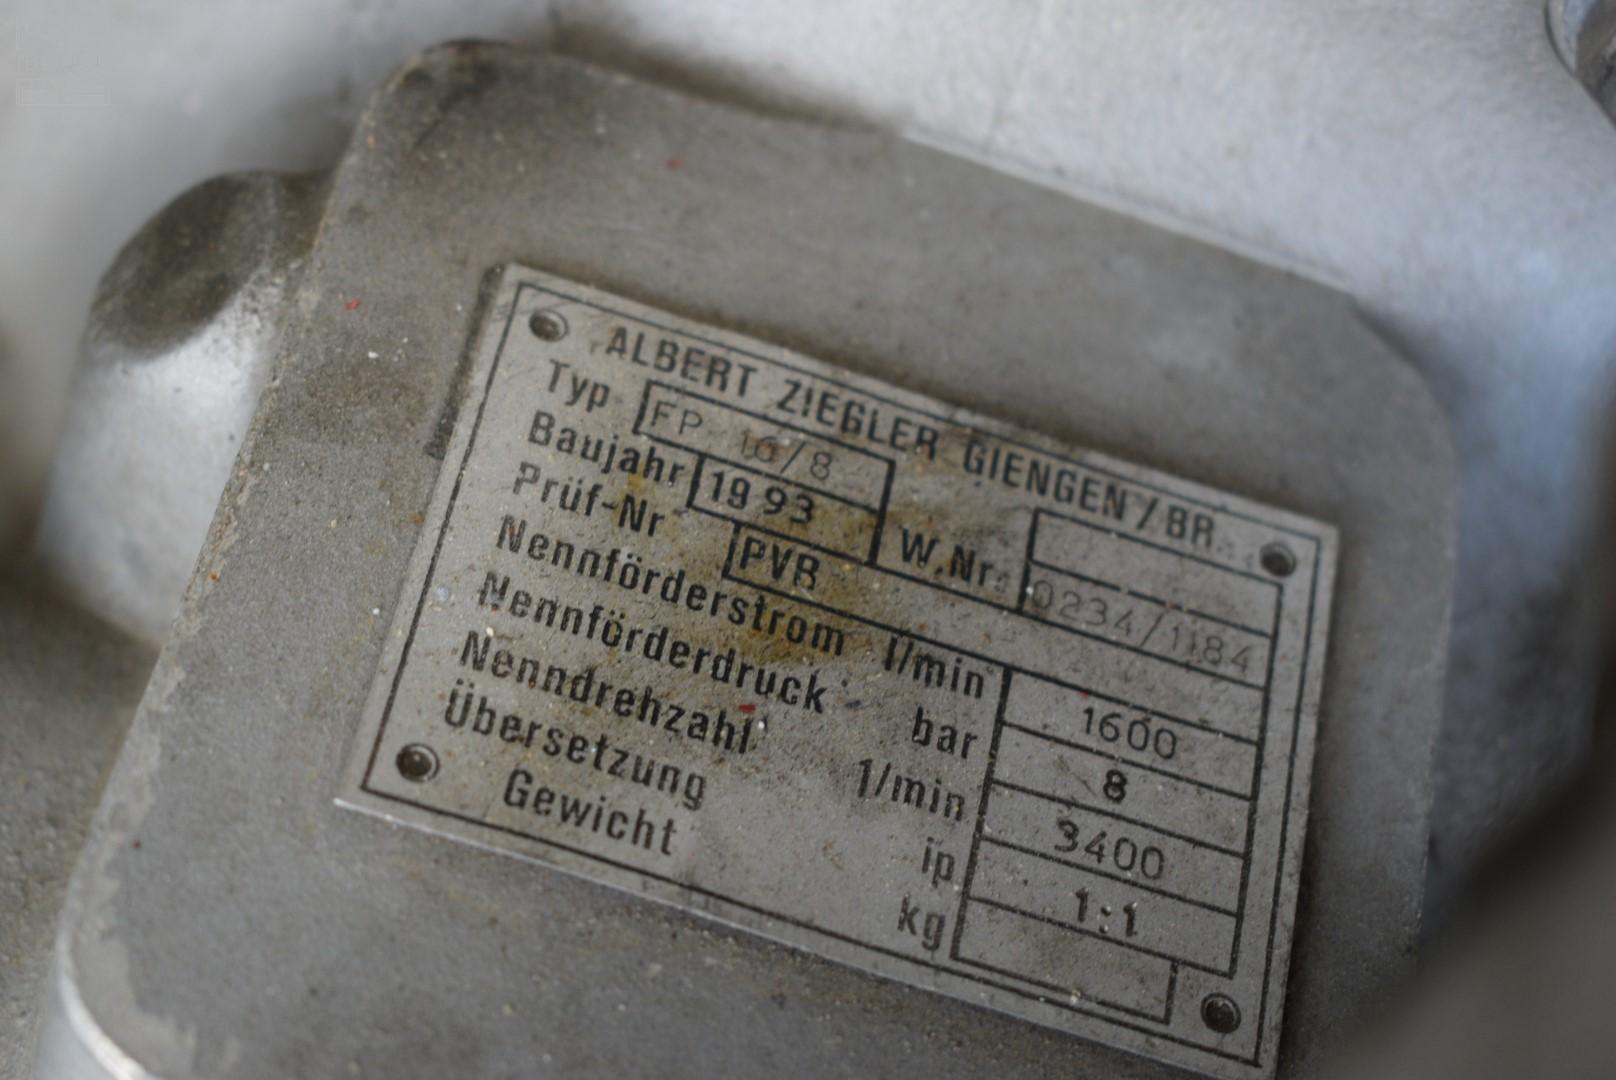 ALBERT ZIEGLER GIENGEN/BR.
Typ FP 16/8
Baujahr 1993 W.Nr. 0234/1184
Prüf-Nr PVR
Nennförderstrom l/min 1600
Nennförderdruck bar 8
Nenndrehzahl 1/min 3400
Übersetzung ip 1:1
Gewicht kg